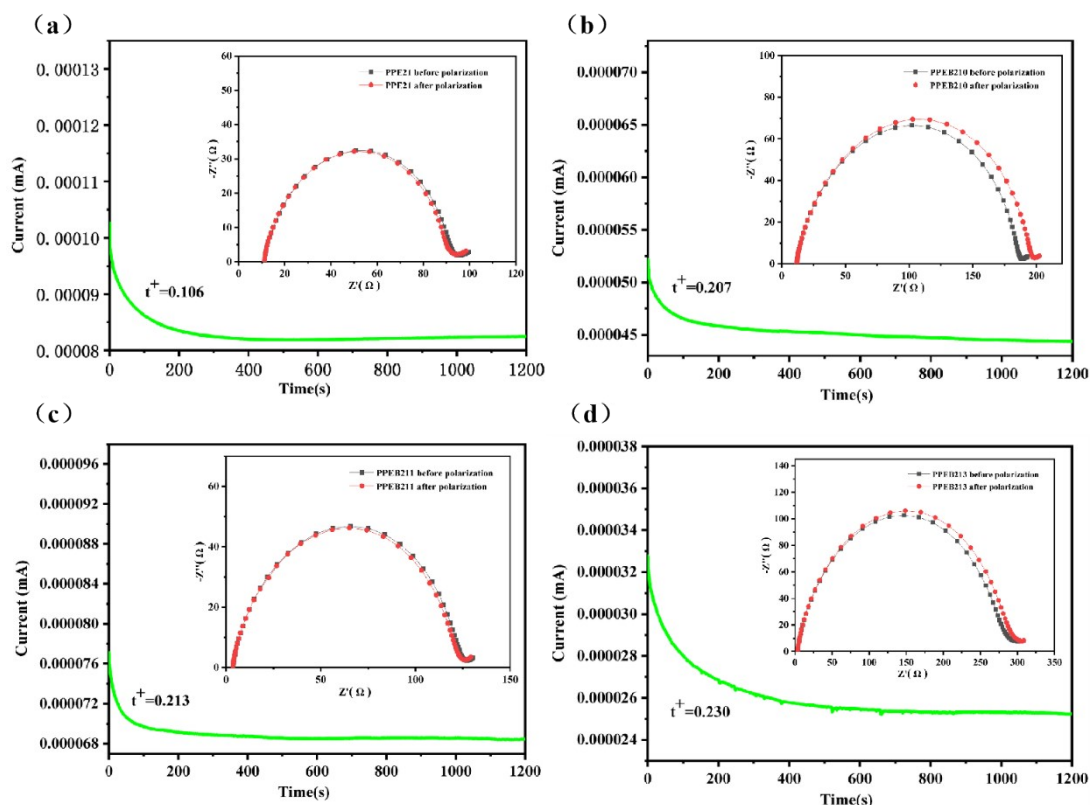 (a)
0.00013
0.00012
0.00011
0.00010
0.00009
0.00008
Current (mA)
0 200 400 600 800 1000 1200
Time(s)
t+=0.106
60
50
40
30
20
10
0
-Z''(Ω)
PPE21 before polarization
PPE21 after polarization
0 20 40 60 80 100 120
Z'(Ω)
(b)
0.000070
0.000065
0.000060
0.000055
0.000050
0.000045
Current (mA)
0 200 400 600 800 1000 1200
Time(s)
t+=0.207
100
80
60
40
20
0
-Z''(Ω)
PPEB210 before polarization
PPEB210 after polarization
0 50 100 150 200
Z'(Ω)
(c)
0.000096
0.000092
0.000088
0.000084
0.000080
0.000076
0.000072
0.000068
Current (mA)
0 200 400 600 800 1000 1200
Time(s)
t+=0.213
60
40
20
0
-Z''(Ω)
PPEB211 before polarization
PPEB211 after polarization
0 50 100 150
Z'(Ω)
(d)
0.000038
0.000036
0.000034
0.000032
0.000030
0.000028
0.000026
0.000024
Current (mA)
0 200 400 600 800 1000 1200
Time(s)
t+=0.230
140
120
100
80
60
40
20
0
-Z''(Ω)
PPEB213 before polarization
PPEB213 after polarization
0 50 100 150 200 250 300 350
Z'(Ω)